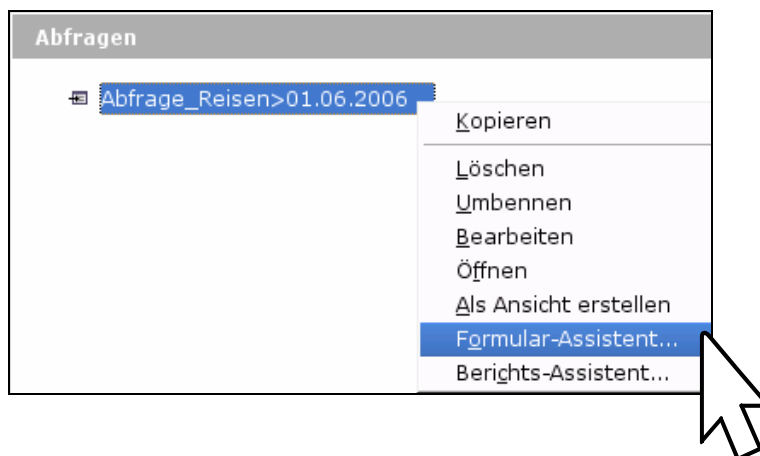 Abfragen
Abfrage_Reisen>01.06.2006
Kopieren
Löschen
Umbennen
Bearbeiten
Öffnen
Als Ansicht erstellen
Formular-Assistent...
Berichts-Assistent...